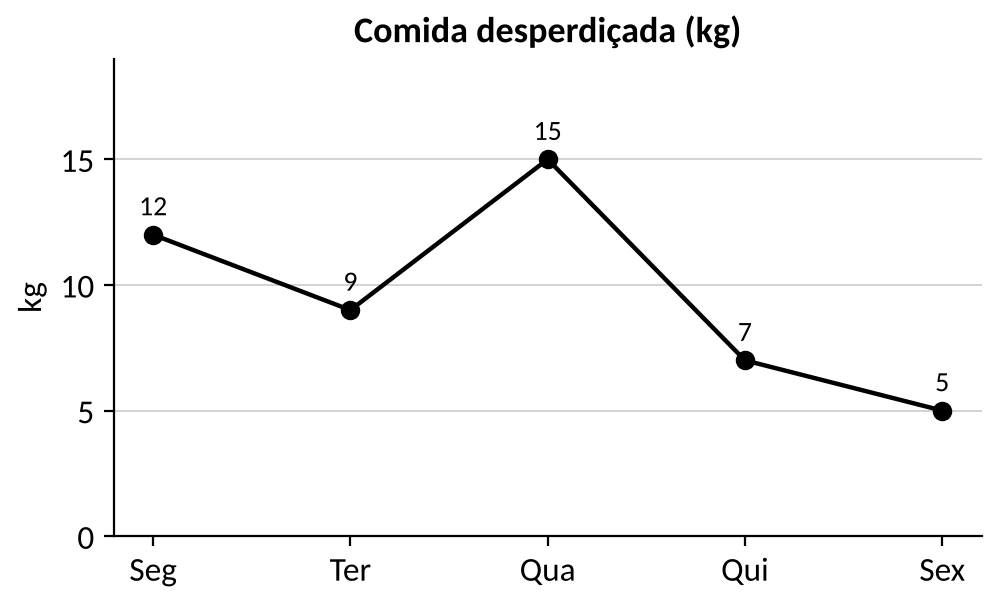 Comida desperdiçada (kg)
kg
15
10
5
0
12
9
15
7
5
Seg
Ter
Qua
Qui
Sex